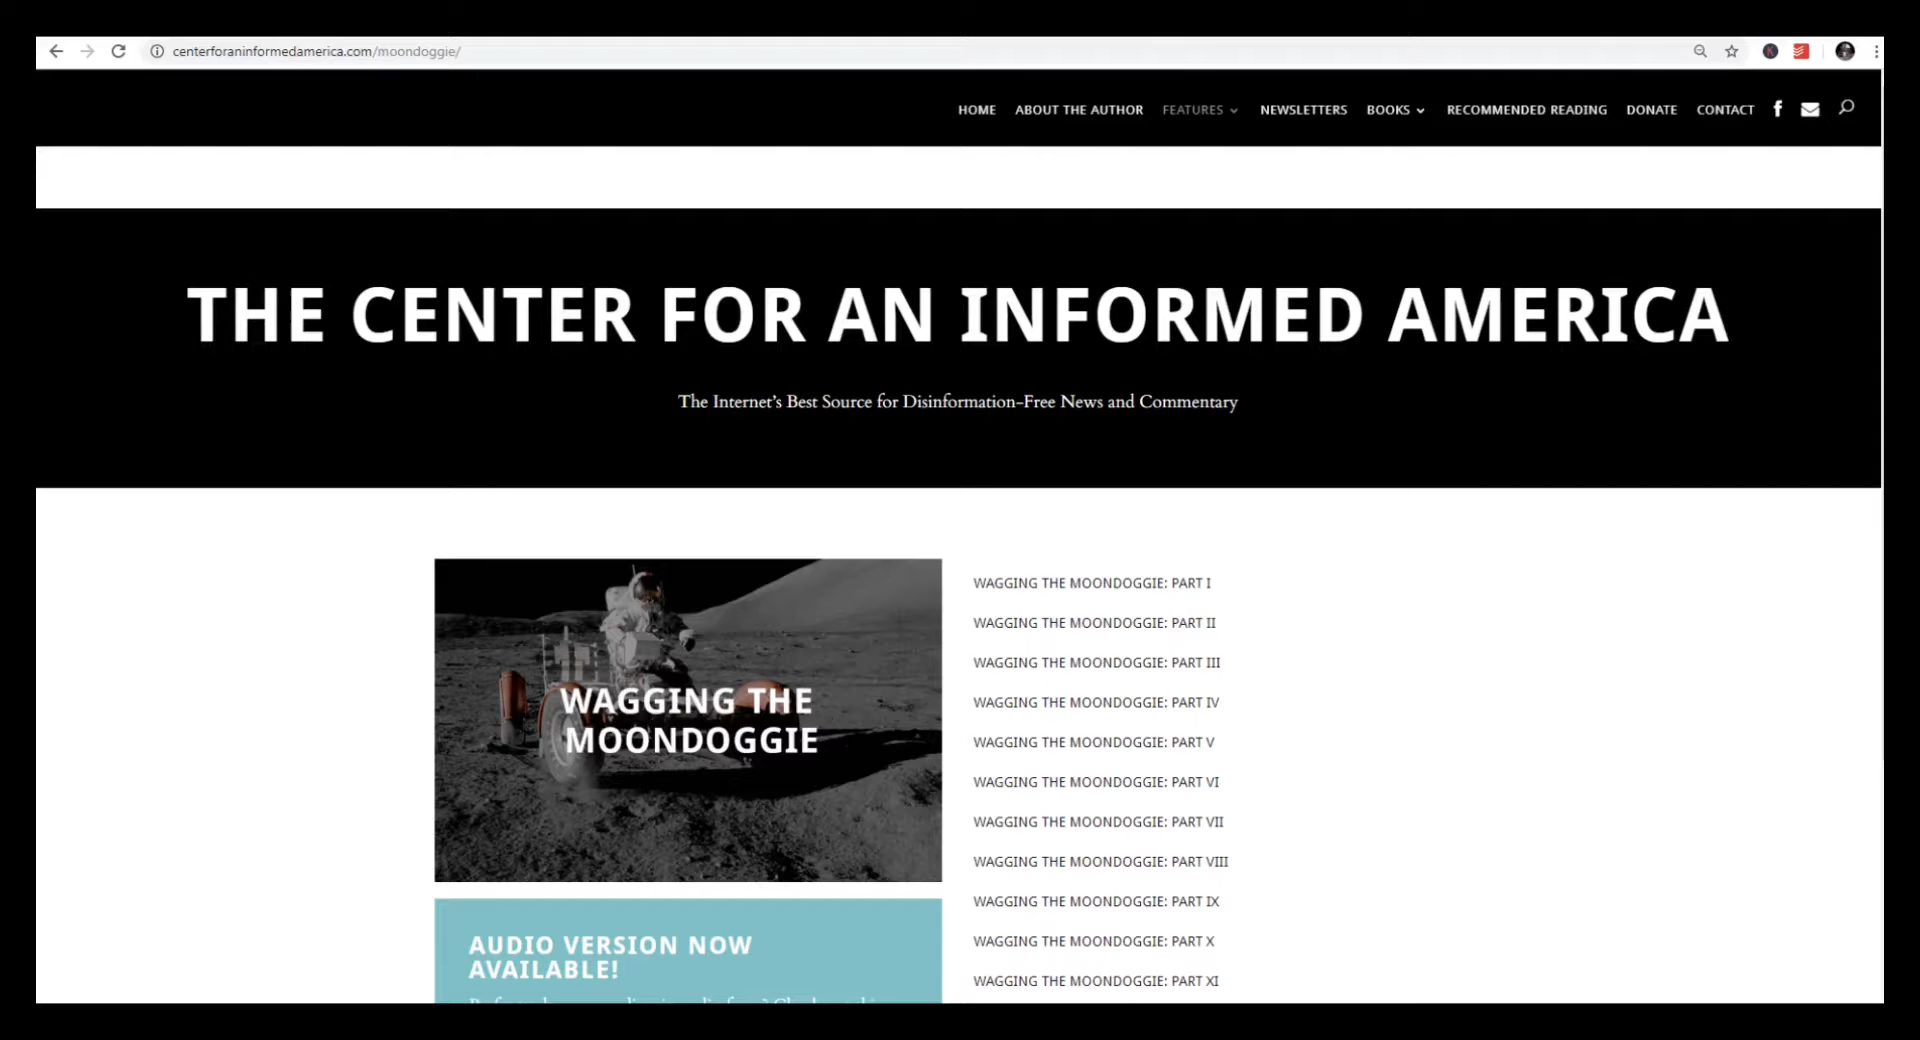 centerforaninformedamerica.com/moondoggie/
HOME ABOUT THE AUTHOR FEATURES NEWSLETTERS BOOKS RECOMMENDED READING DONATE CONTACT
THE CENTER FOR AN INFORMED AMERICA
The Internet's Best Source for Disinformation-Free News and Commentary
WAGGING THE
MOONDOGGIE
AUDIO VERSION NOW
AVAILABLE!
WAGGING THE MOONDOGGIE: PART I
WAGGING THE MOONDOGGIE: PART II
WAGGING THE MOONDOGGIE: PART III
WAGGING THE MOONDOGGIE: PART IV
WAGGING THE MOONDOGGIE: PART V
WAGGING THE MOONDOGGIE: PART VI
WAGGING THE MOONDOGGIE: PART VII
WAGGING THE MOONDOGGIE: PART VIII
WAGGING THE MOONDOGGIE: PART IX
WAGGING THE MOONDOGGIE: PART X
WAGGING THE MOONDOGGIE: PART XI